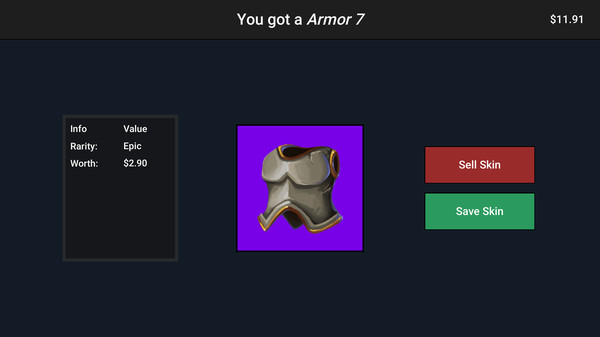 You got a Armor 7
$11.91
Info Value
Rarity: Epic
Worth: $2.90
Sell Skin
Save Skin